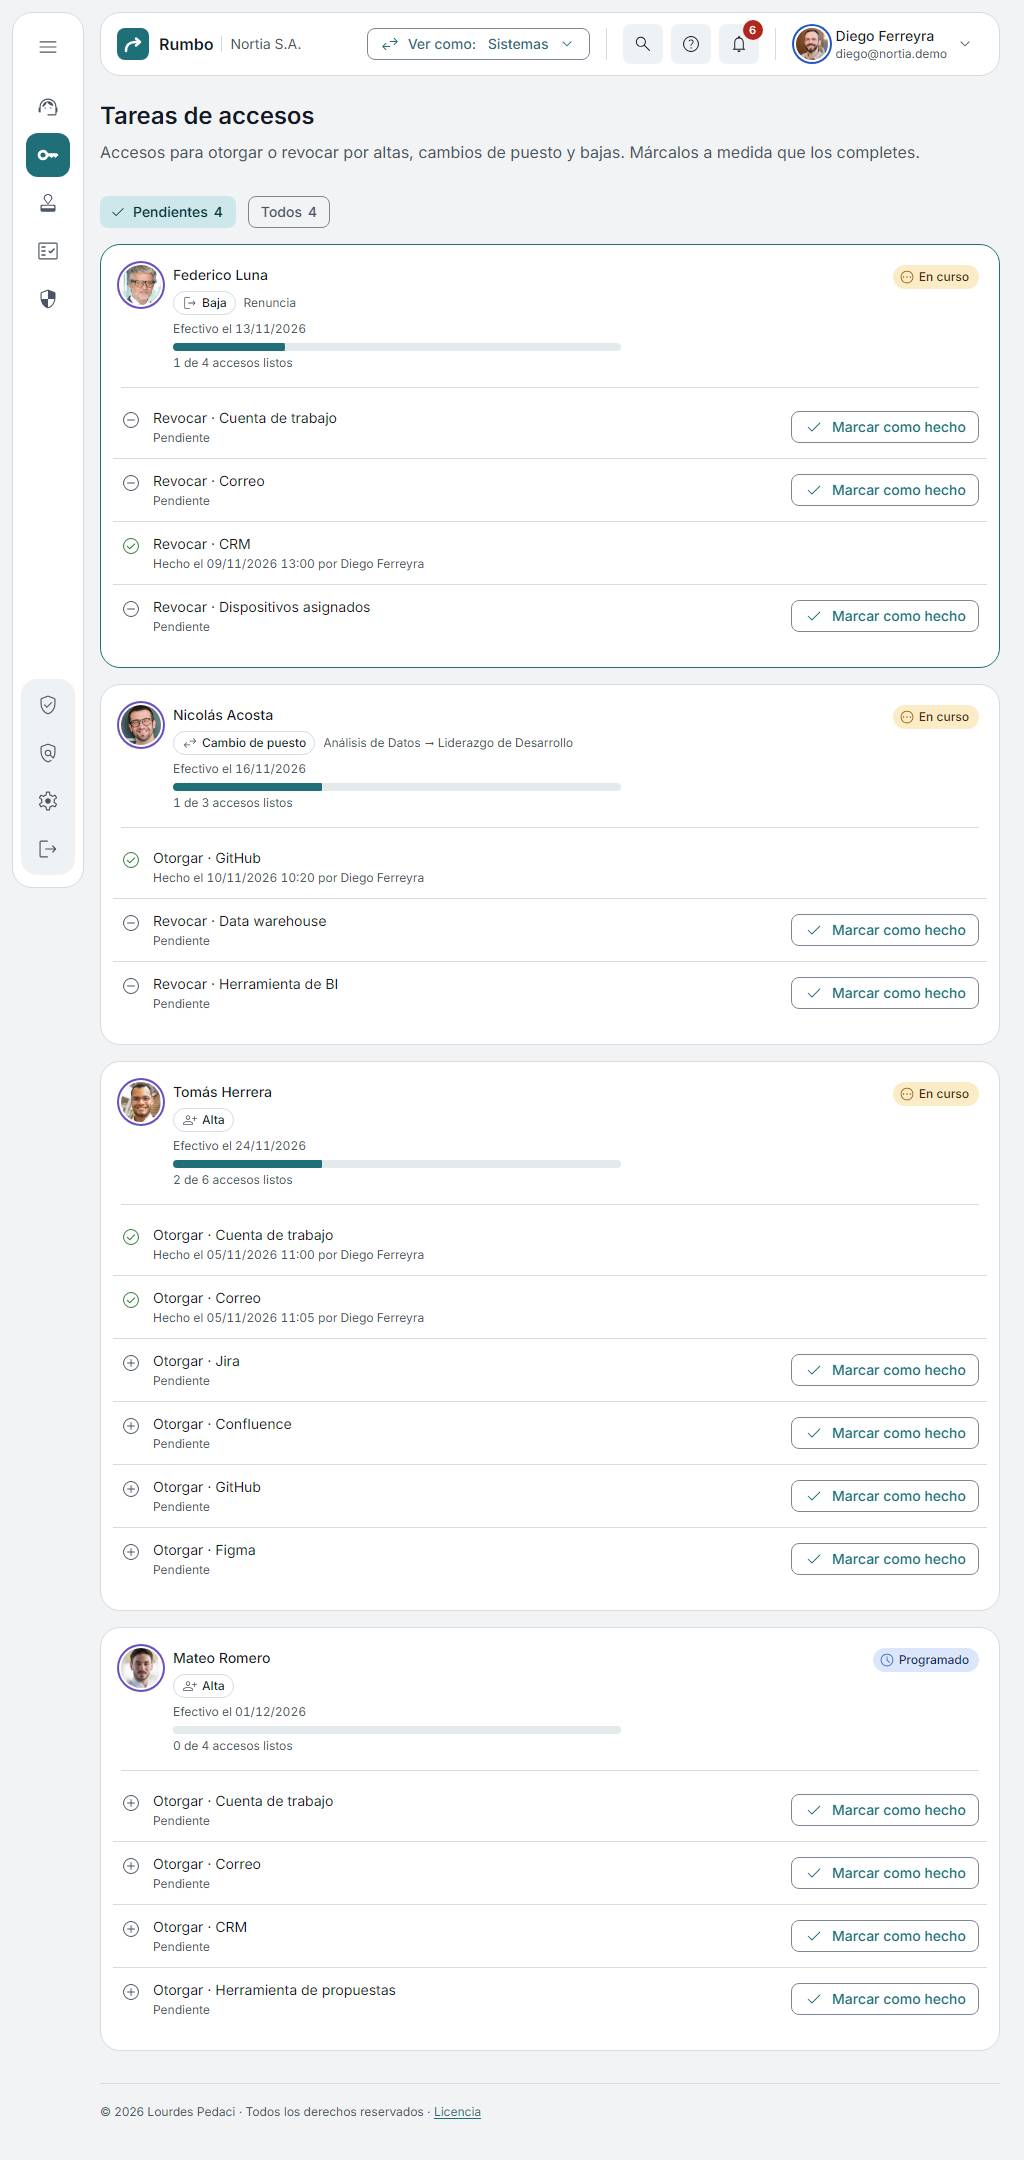 Rumbo
Nortia S.A.
Ver como: Sistemas
6
Diego Ferreyra
diego@nortia.demo
Tareas de accesos
Accesos para otorgar o revocar por altas, cambios de puesto y bajas. Márcalos a medida que los completes.
Pendientes 4
Todos 4
Federico Luna
En curso
Baja
Renuncia
Efectivo el 13/11/2026
1 de 4 accesos listos
Revocar · Cuenta de trabajo
Pendiente
Marcar como hecho
Revocar · Correo
Pendiente
Marcar como hecho
Revocar · CRM
Hecho el 09/11/2026 13:00 por Diego Ferreyra
Revocar · Dispositivos asignados
Pendiente
Marcar como hecho
Nicolás Acosta
En curso
Cambio de puesto
Análisis de Datos → Liderazgo de Desarrollo
Efectivo el 16/11/2026
1 de 3 accesos listos
Otorgar · GitHub
Hecho el 10/11/2026 10:20 por Diego Ferreyra
Revocar · Data warehouse
Pendiente
Marcar como hecho
Revocar · Herramienta de BI
Pendiente
Marcar como hecho
Tomás Herrera
En curso
Alta
Efectivo el 24/11/2026
2 de 6 accesos listos
Otorgar · Cuenta de trabajo
Hecho el 05/11/2026 11:00 por Diego Ferreyra
Otorgar · Correo
Hecho el 05/11/2026 11:05 por Diego Ferreyra
Otorgar · Jira
Pendiente
Marcar como hecho
Otorgar · Confluence
Pendiente
Marcar como hecho
Otorgar · GitHub
Pendiente
Marcar como hecho
Otorgar · Figma
Pendiente
Marcar como hecho
Mateo Romero
Programado
Alta
Efectivo el 01/12/2026
0 de 4 accesos listos
Otorgar · Cuenta de trabajo
Pendiente
Marcar como hecho
Otorgar · Correo
Pendiente
Marcar como hecho
Otorgar · CRM
Pendiente
Marcar como hecho
Otorgar · Herramienta de propuestas
Pendiente
Marcar como hecho
© 2026 Lourdes Pedaci · Todos los derechos reservados · Licencia